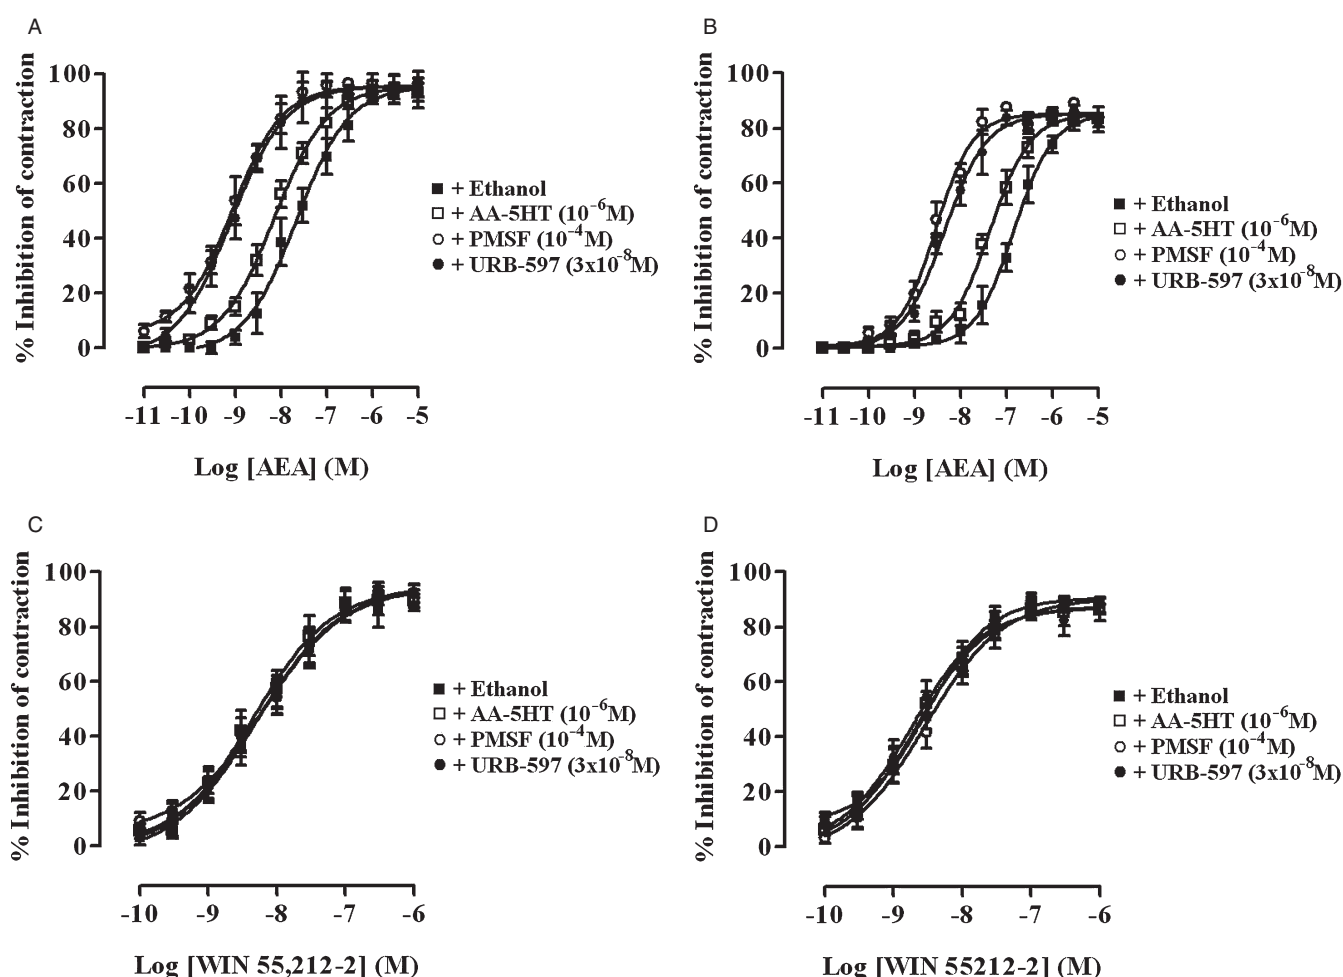 A
% Inhibition of contraction
100
80
60
40
20
0
-11 -10 -9 -8 -7 -6 -5
Log [AEA] (M)
+ Ethanol
+ AA-5HT (10⁻⁶M)
+ PMSF (10⁻⁴M)
+ URB-597 (3x10⁻⁸M)
B
% Inhibition of contraction
100
80
60
40
20
0
-11 -10 -9 -8 -7 -6 -5
Log [AEA] (M)
+ Ethanol
+ AA-5HT (10⁻⁶M)
+ PMSF (10⁻⁴M)
+ URB-597 (3x10⁻⁸M)
C
% Inhibition of contraction
100
80
60
40
20
0
-10 -9 -8 -7 -6
Log [WIN 55,212-2] (M)
+ Ethanol
+ AA-5HT (10⁻⁶M)
+ PMSF (10⁻⁴M)
+ URB-597 (3x10⁻⁸M)
D
% Inhibition of contraction
100
80
60
40
20
0
-10 -9 -8 -7 -6
Log [WIN 55212-2] (M)
+ Ethanol
+ AA-5HT (10⁻⁶M)
+ PMSF (10⁻⁴M)
+ URB-597 (3x10⁻⁸M)